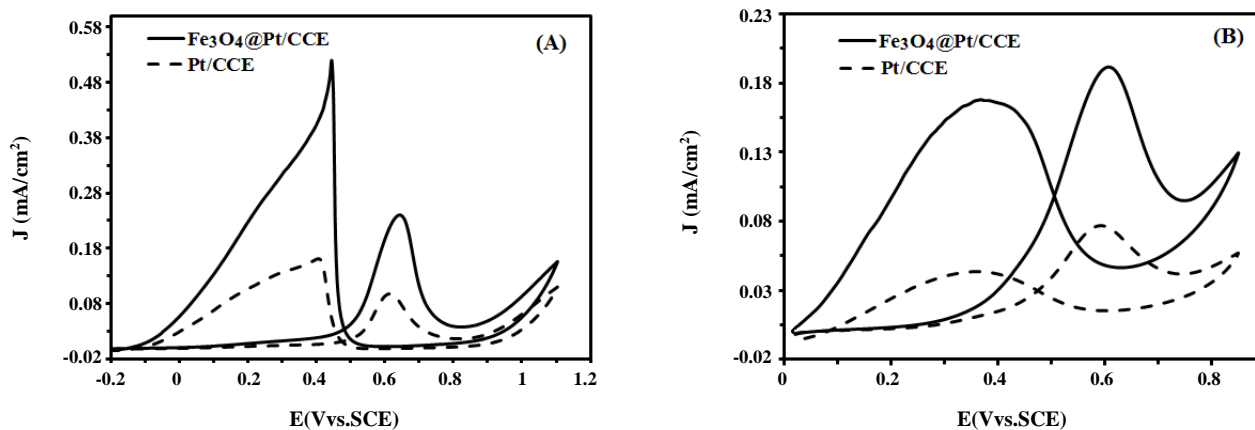 0.58
0.48
0.38
0.28
0.18
0.08
-0.02
J (mA/cm²)
Fe₃O₄@Pt/CCE
Pt/CCE
(A)
-0.2 0 0.2 0.4 0.6 0.8 1 1.2
E(Vvs.SCE)
0.23
0.18
0.13
0.08
0.03
-0.02
J (mA/cm²)
Fe₃O₄@Pt/CCE
Pt/CCE
(B)
0 0.2 0.4 0.6 0.8
E(Vvs.SCE)